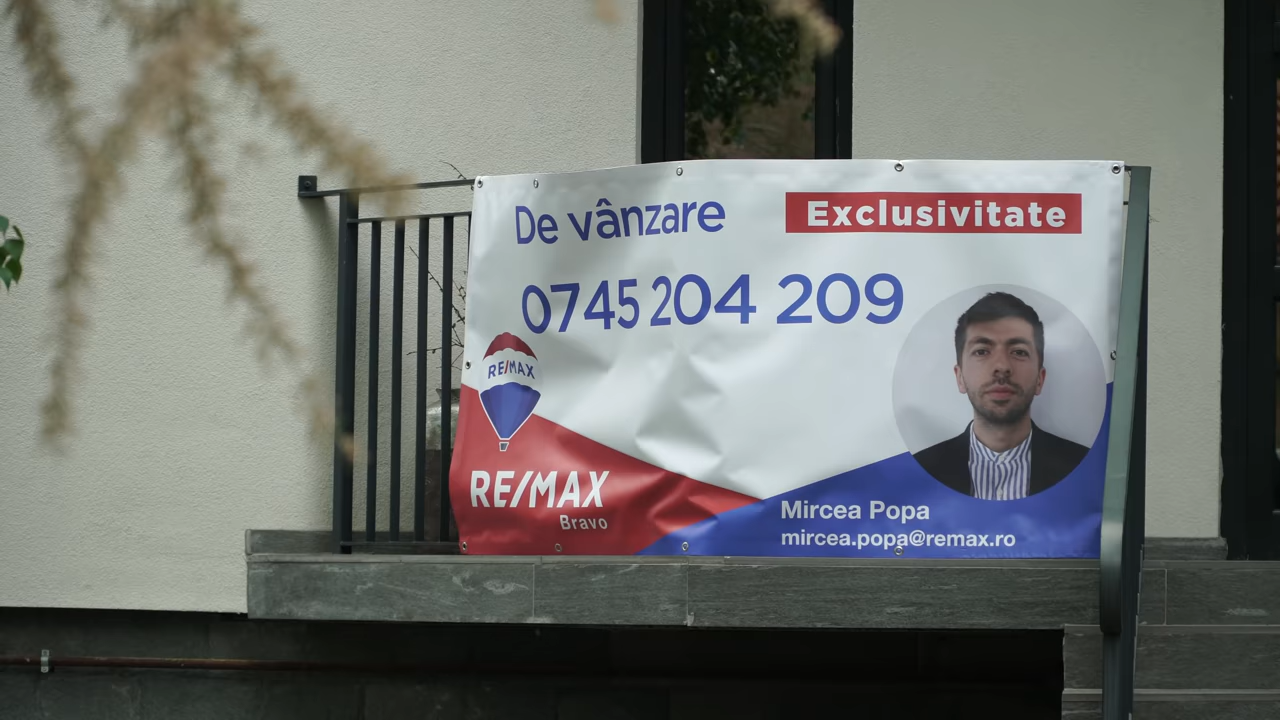 De vânzare
Exclusivitate
0745 204 209
RE/MAX
RE/MAX
Bravo
Mircea Popa
mircea.popa@remax.ro